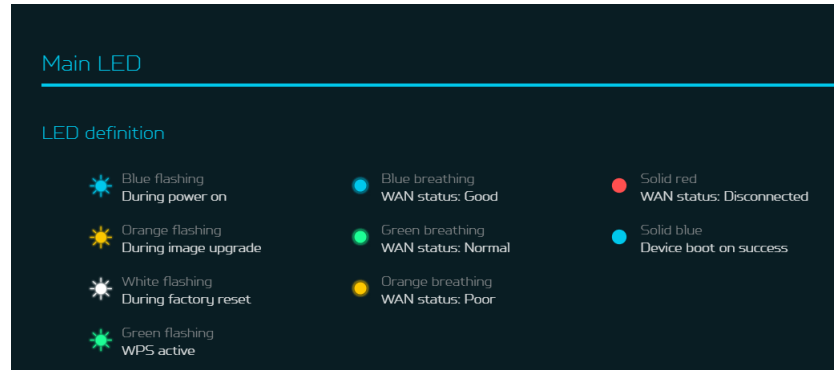 Main LED
LED definition
Blue flashing
During power on
Orange flashing
During image upgrade
White flashing
During factory reset
Green flashing
WPS active
Blue breathing
WAN status: Good
Green breathing
WAN status: Normal
Orange breathing
WAN status: Poor
Solid red
WAN status: Disconnected
Solid blue
Device boot on success